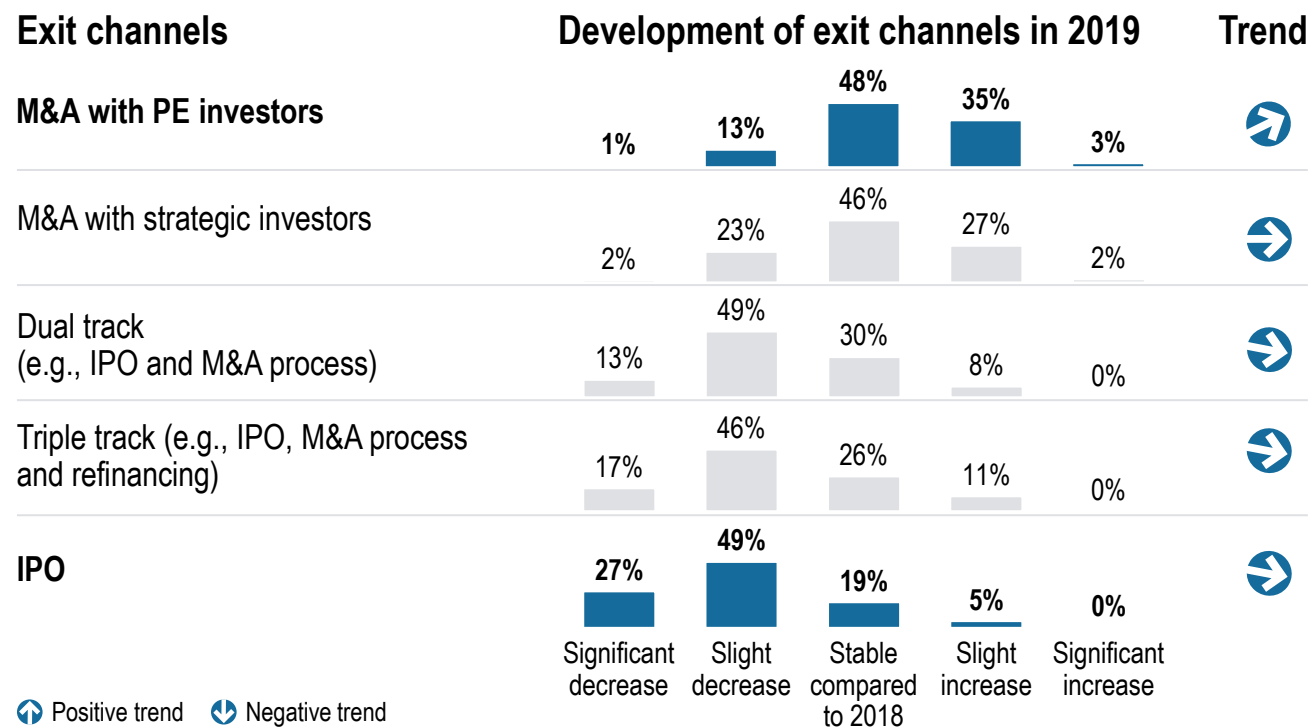 Exit channels
Development of exit channels in 2019
Trend
M&A with PE investors
1%
13%
48%
35%
3%
M&A with strategic investors
2%
23%
46%
27%
2%
Dual track
(e.g., IPO and M&A process)
13%
49%
30%
8%
0%
Triple track (e.g., IPO, M&A process
and refinancing)
17%
46%
26%
11%
0%
IPO
27%
49%
19%
5%
0%
Significant
decrease
Slight
decrease
Stable
compared
to 2018
Slight
increase
Significant
increase
Positive trend
Negative trend